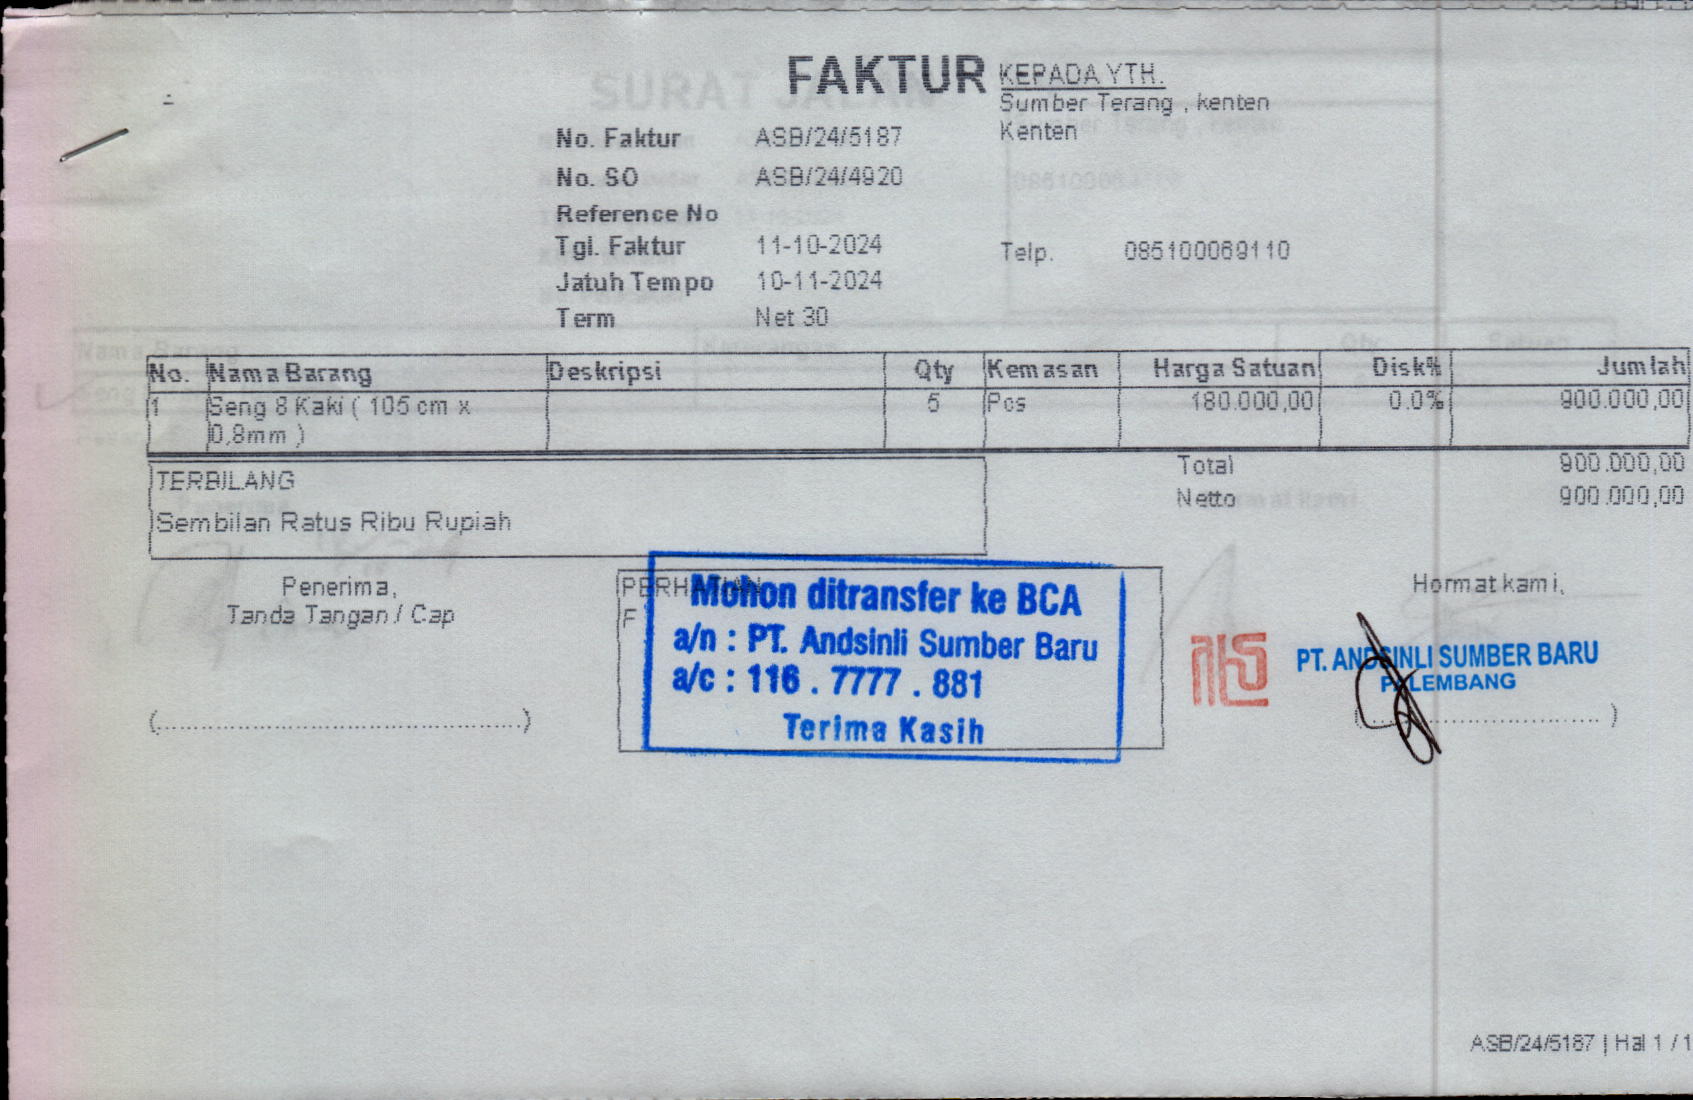 FAKTUR
KEPADA YTH.
Sumber Terang , kenten
Kenten
No. Faktur ASB/24/5187
No. SO ASB/24/4920
Reference No
Tgl. Faktur 11-10-2024
Telp. 085100069110
Jatuh Tempo 10-11-2024
Term Net 30
No. Nama Barang Deskripsi Qty Kemasan Harga Satuan Disk% Jumlah
1 Seng 8 Kaki ( 105 cm x 5 Pcs 180.000,00 0.0% 900.000,00
0,8mm )
Total 900.000,00
TERBILANG
Netto 900.000,00
Sembilan Ratus Ribu Rupiah
Penerima,
Tanda Tangan / Cap
PERHATIAN
F
Mohon ditransfer ke BCA
a/n : PT. Andsinli Sumber Baru
a/c : 116 . 7777 . 881
Terima Kasih
Hormat kami,
PT. ANDSINLI SUMBER BARU
PALEMBANG
(....................................)
(....................................)
ASB/24/5187 | Hal 1 / 1
SURAT JALAN